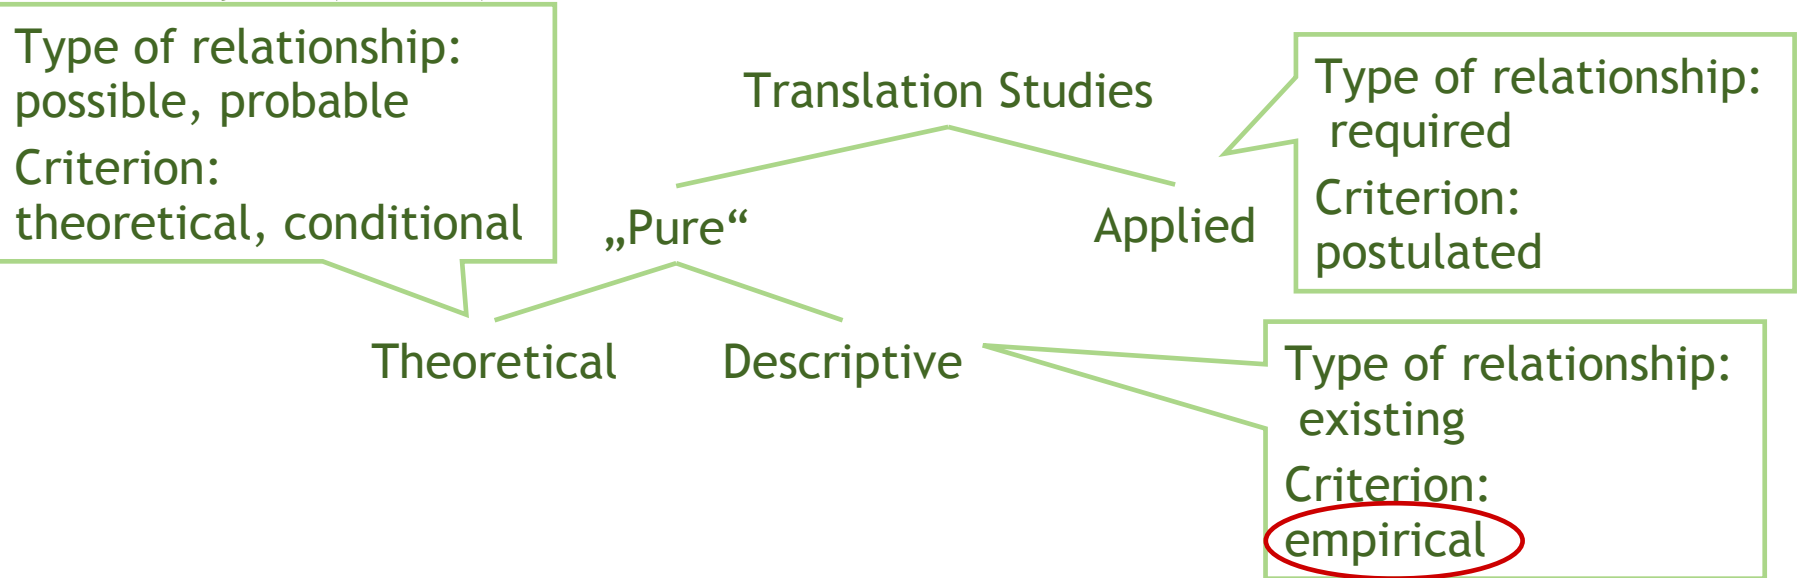 Type of relationship:
possible, probable
Criterion:
theoretical, conditional
Translation Studies
Type of relationship:
required
Criterion:
postulated
„Pure“
Applied
Theoretical
Descriptive
Type of relationship:
existing
Criterion:
empirical